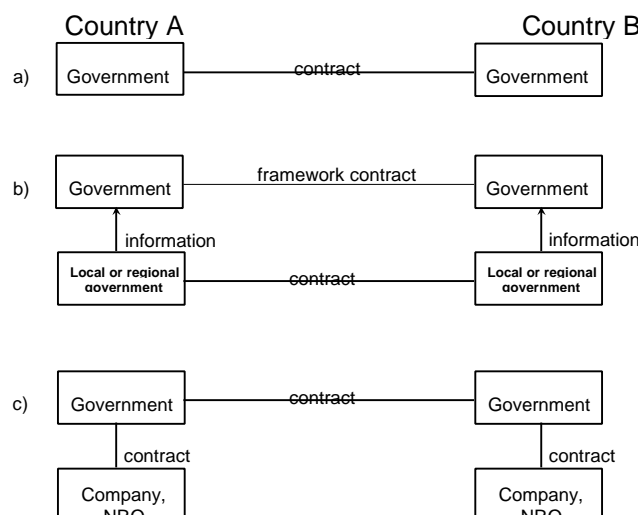 Country A
Country B
a)
Government
contract
Government
b)
Government
framework contract
Government
information
information
Local or regional
government
contract
Local or regional
government
c)
Government
contract
Government
contract
contract
Company,
Company,